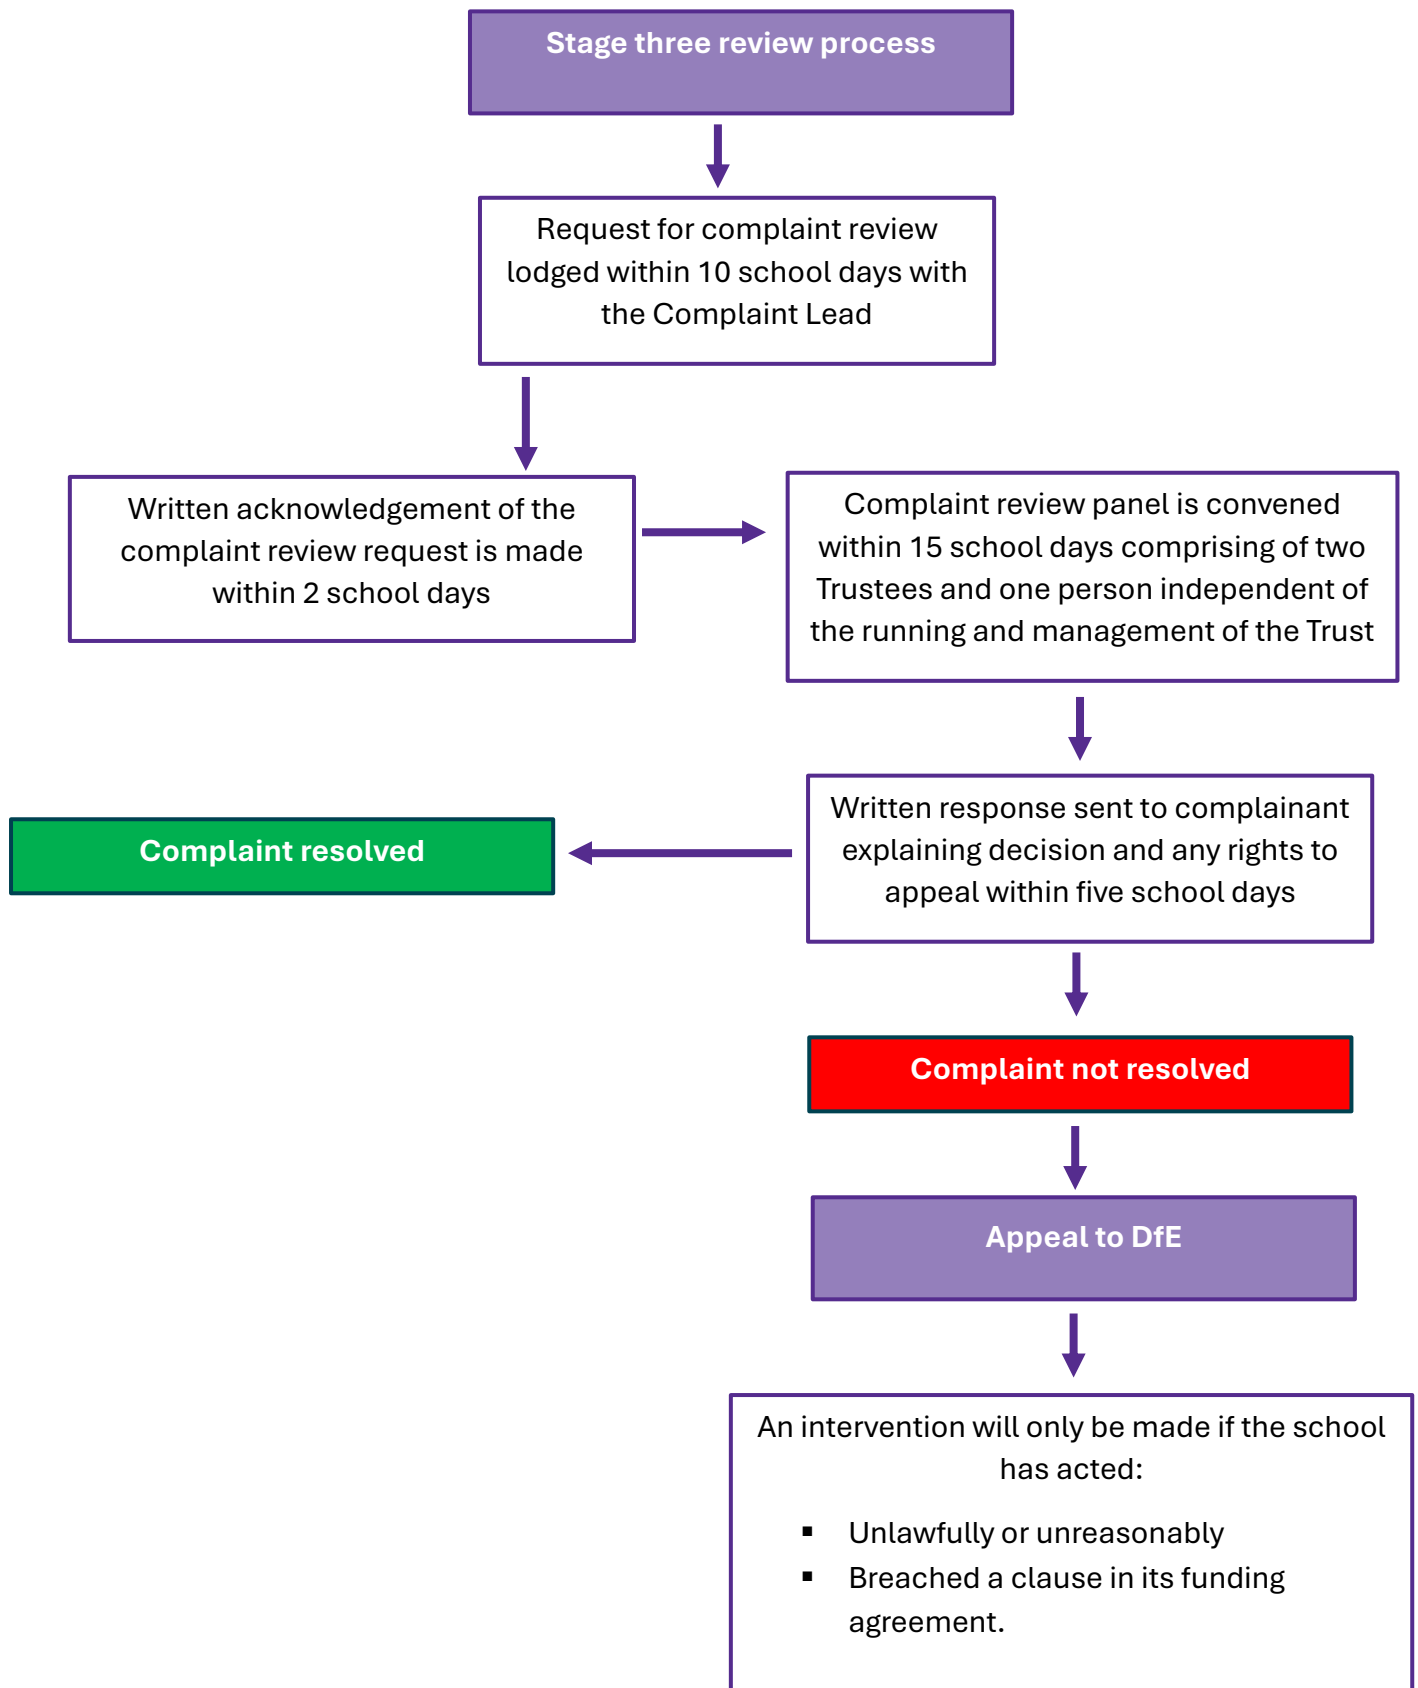 Stage three review process
Request for complaint review
lodged within 10 school days with
the Complaint Lead
Written acknowledgement of the
complaint review request is made
within 2 school days
Complaint review panel is convened
within 15 school days comprising of two
Trustees and one person independent of
the running and management of the Trust
Written response sent to complainant
explaining decision and any rights to
appeal within five school days
Complaint resolved
Complaint not resolved
Appeal to DfE
An intervention will only be made if the school
has acted:
▪ Unlawfully or unreasonably
▪ Breached a clause in its funding
agreement.